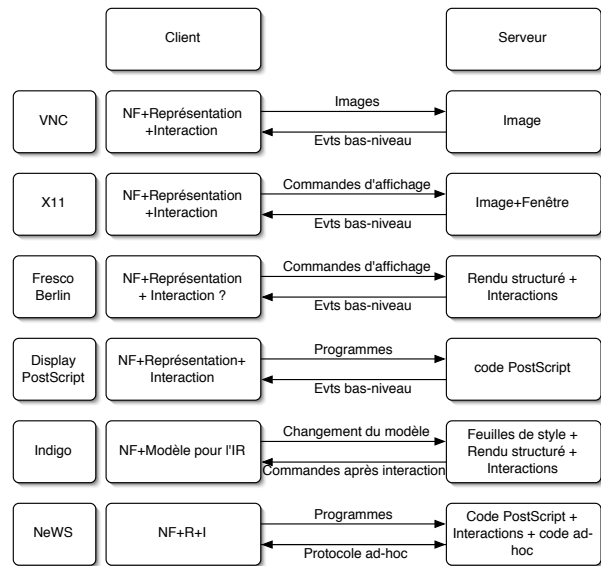 Client
Serveur
VNC
NF+Représentation
+Interaction
Images
Evts bas-niveau
Image
X11
NF+Représentation
+Interaction
Commandes d'affichage
Evts bas-niveau
Image+Fenêtre
Fresco
Berlin
NF+Représentation
+ Interaction ?
Commandes d'affichage
Evts bas-niveau
Rendu structuré +
Interactions
Display
PostScript
NF+Représentation+
Interaction
Programmes
Evts bas-niveau
code PostScript
Indigo
NF+Modèle pour l'IR
Changement du modèle
Commandes après interaction
Feuilles de style +
Rendu structuré +
Interactions
NeWS
NF+R+I
Programmes
Protocole ad-hoc
Code PostScript +
Interactions + code ad-
hoc